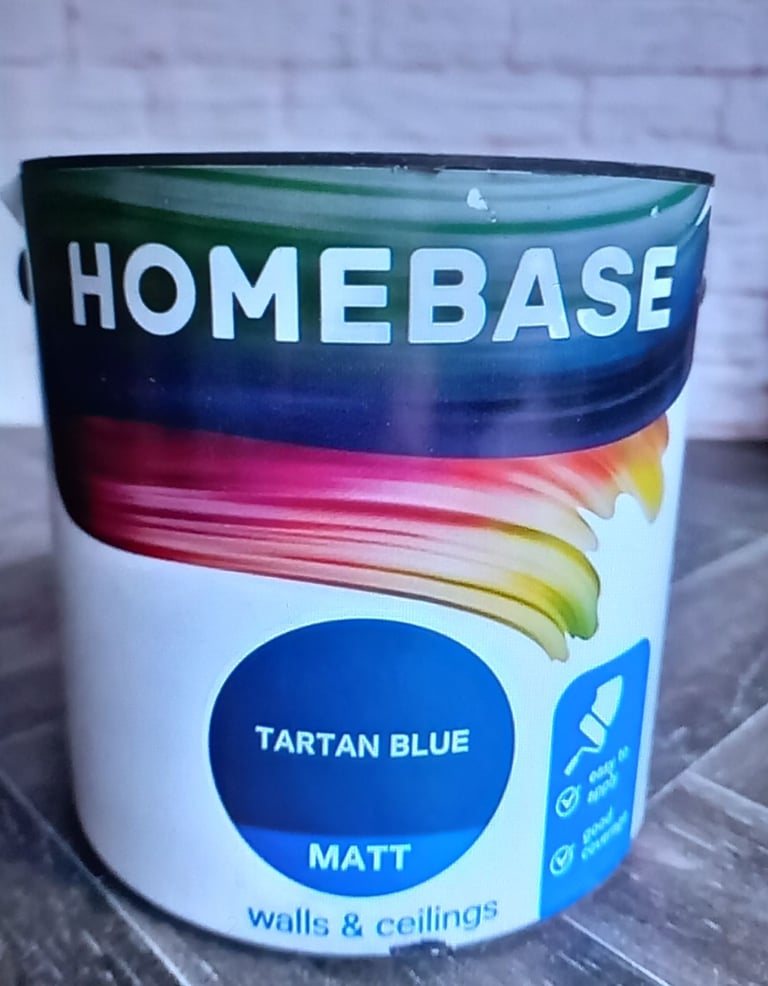 HOMEBASE
TARTAN BLUE
MATT
easy to
apply
good
coverage
walls & ceilings